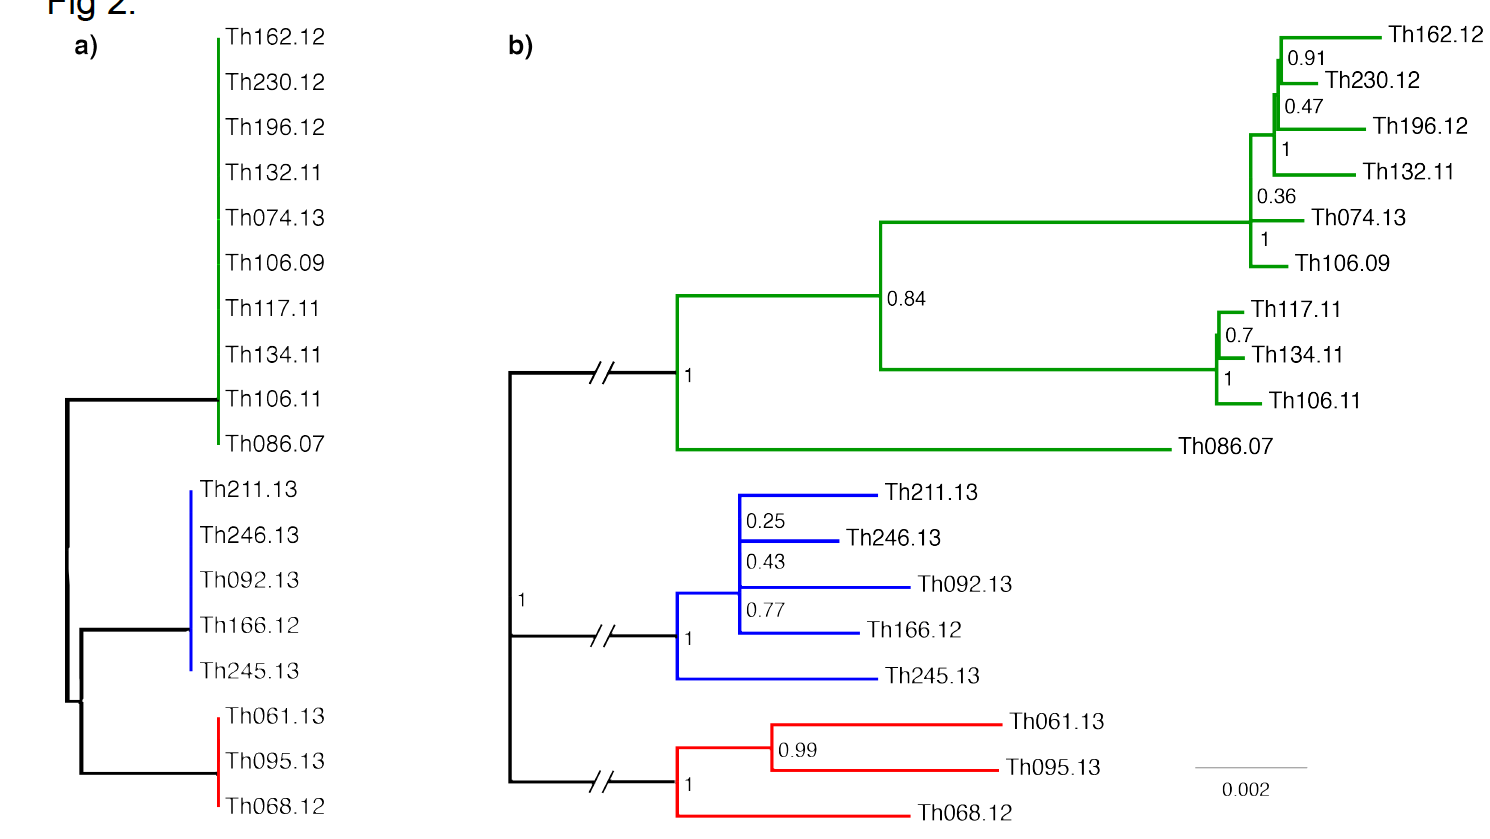 Fig 2.
a)
Th162.12
Th230.12
Th196.12
Th132.11
Th074.13
Th106.09
Th117.11
Th134.11
Th106.11
Th086.07
Th211.13
Th246.13
Th092.13
Th166.12
Th245.13
Th061.13
Th095.13
Th068.12
b)
Th162.12
0.91
Th230.12
0.47
Th196.12
1
Th132.11
0.36
Th074.13
1
Th106.09
0.84
Th117.11
0.7
Th134.11
1
Th106.11
1
Th086.07
Th211.13
0.25
Th246.13
0.43
Th092.13
1
0.77
Th166.12
1
Th245.13
Th061.13
0.99
Th095.13
1
Th068.12
0.002